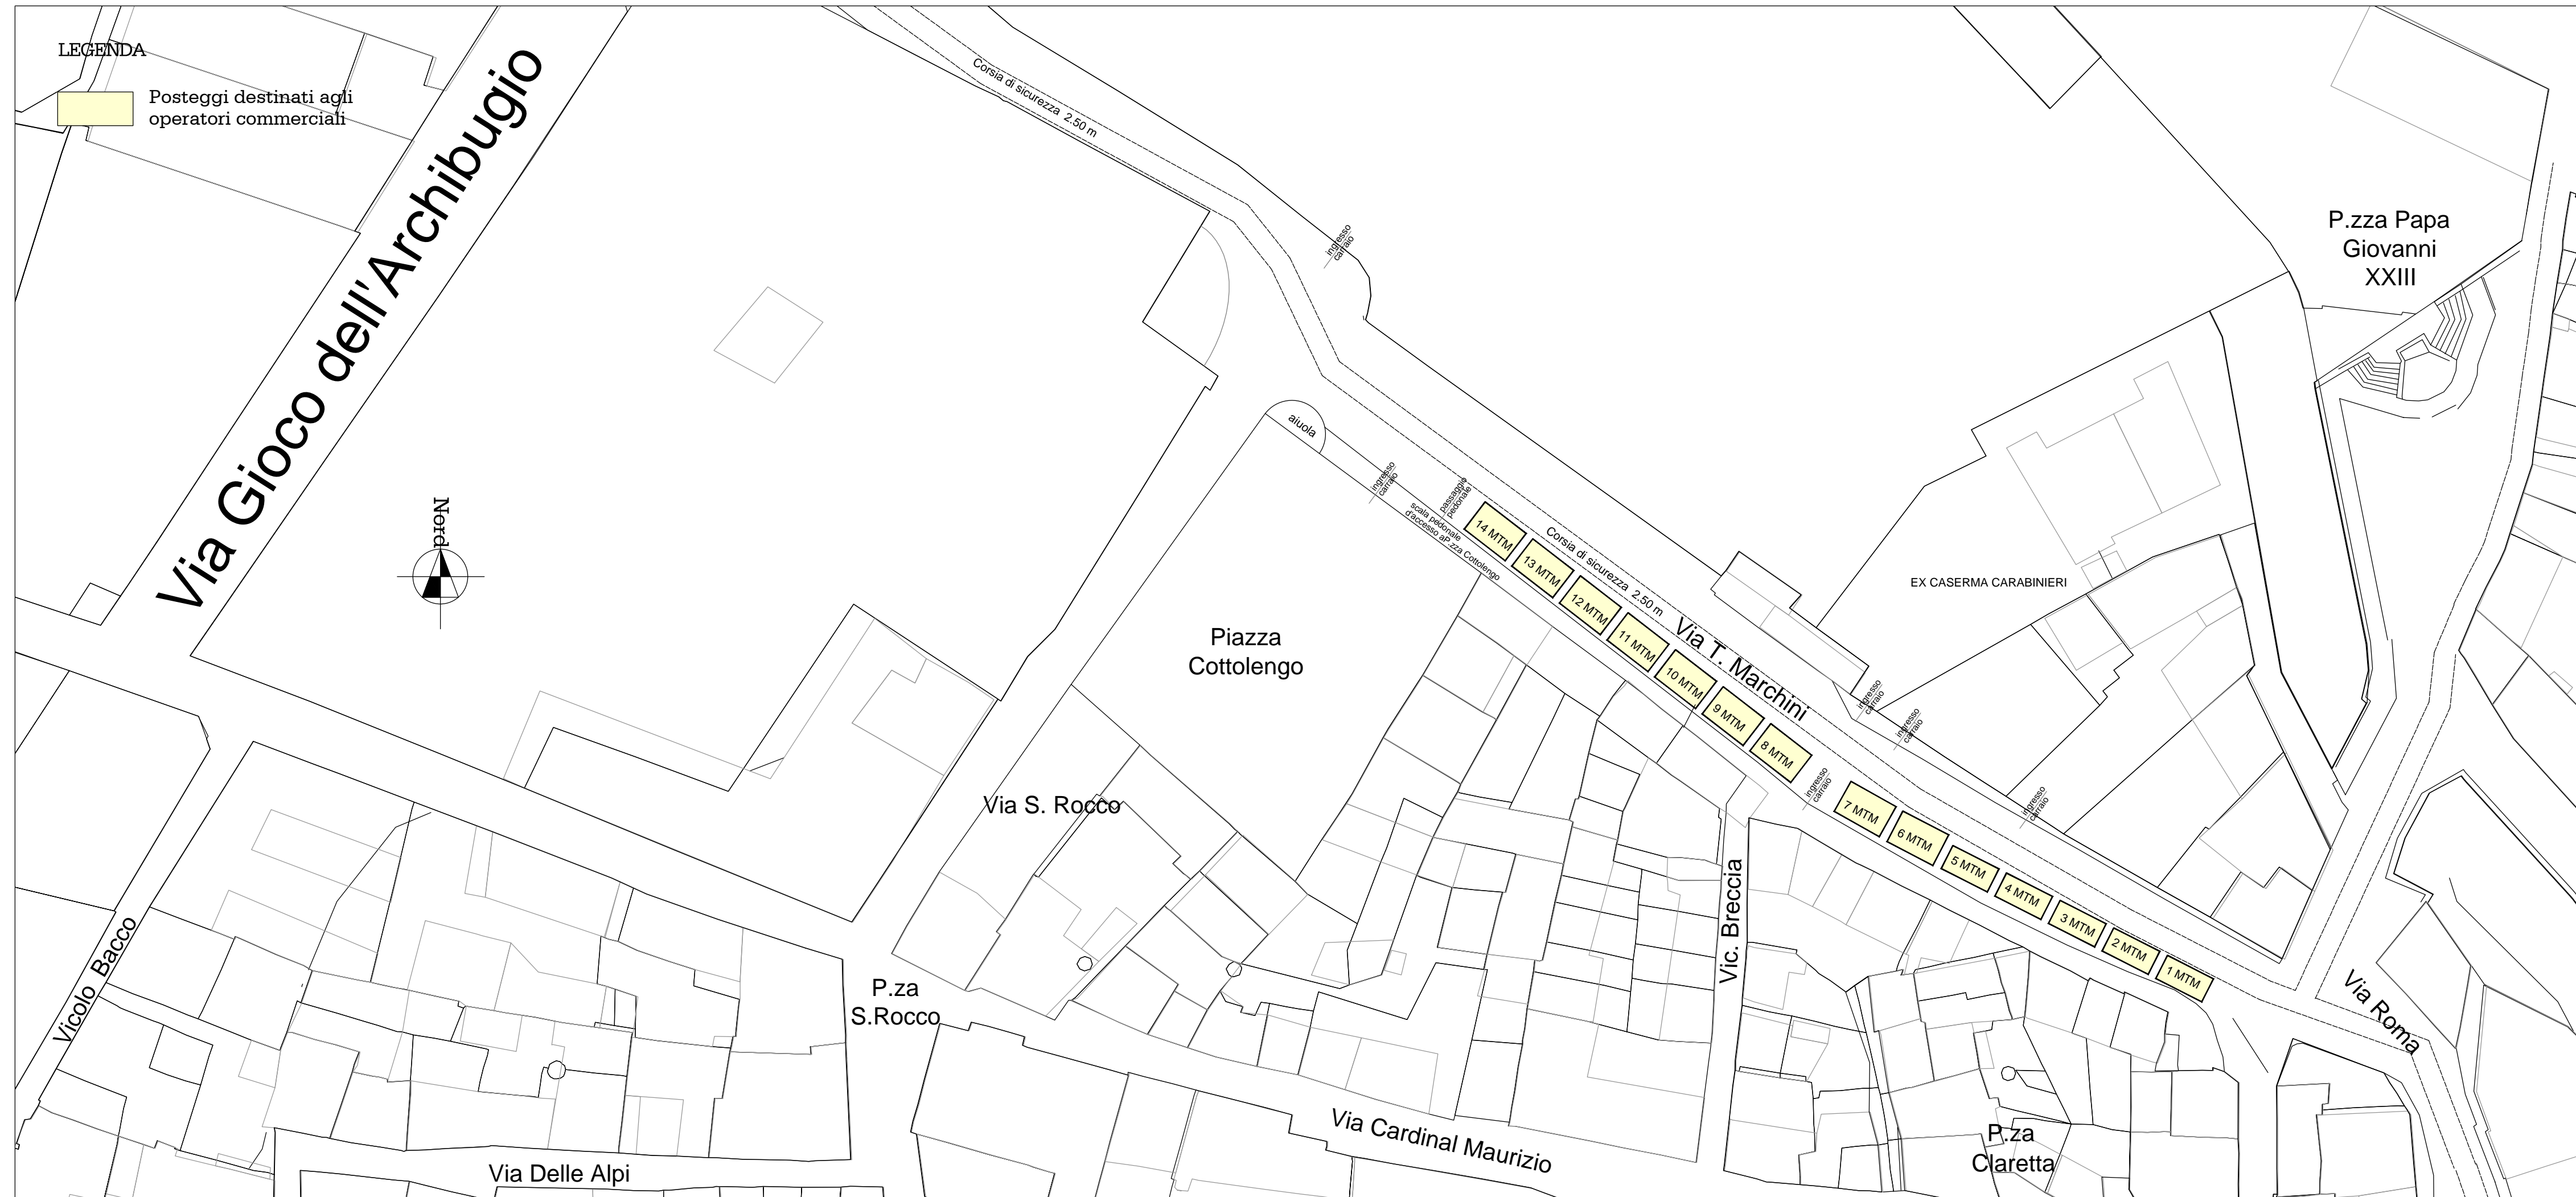 LEGENDA
Posteggi destinati agli
operatori commerciali
Via Gioco dell'Archibugio
Nord
Corsia di sicurezza 2.50 m
ingresso
carraio
P.zza Papa
Giovanni
XXIII
aiuola
ingresso
carraio
passaggio
pedonale
scala pedonale
d'accesso aP.zza Cottolengo
14 MTM
13 MTM
12 MTM
11 MTM
10 MTM
9 MTM
8 MTM
Corsia di sicurezza 2.50 m
Via T. Marchini
EX CASERMA CARABINIERI
ingresso
carraio
ingresso
carraio
ingresso
carraio
ingresso
carraio
7 MTM
6 MTM
5 MTM
4 MTM
3 MTM
2 MTM
1 MTM
Piazza
Cottolengo
Via S. Rocco
Vic. Breccia
Vicolo Bacco
P.za
S.Rocco
Via Roma
Via Cardinal Maurizio
P.za
Claretta
Via Delle Alpi